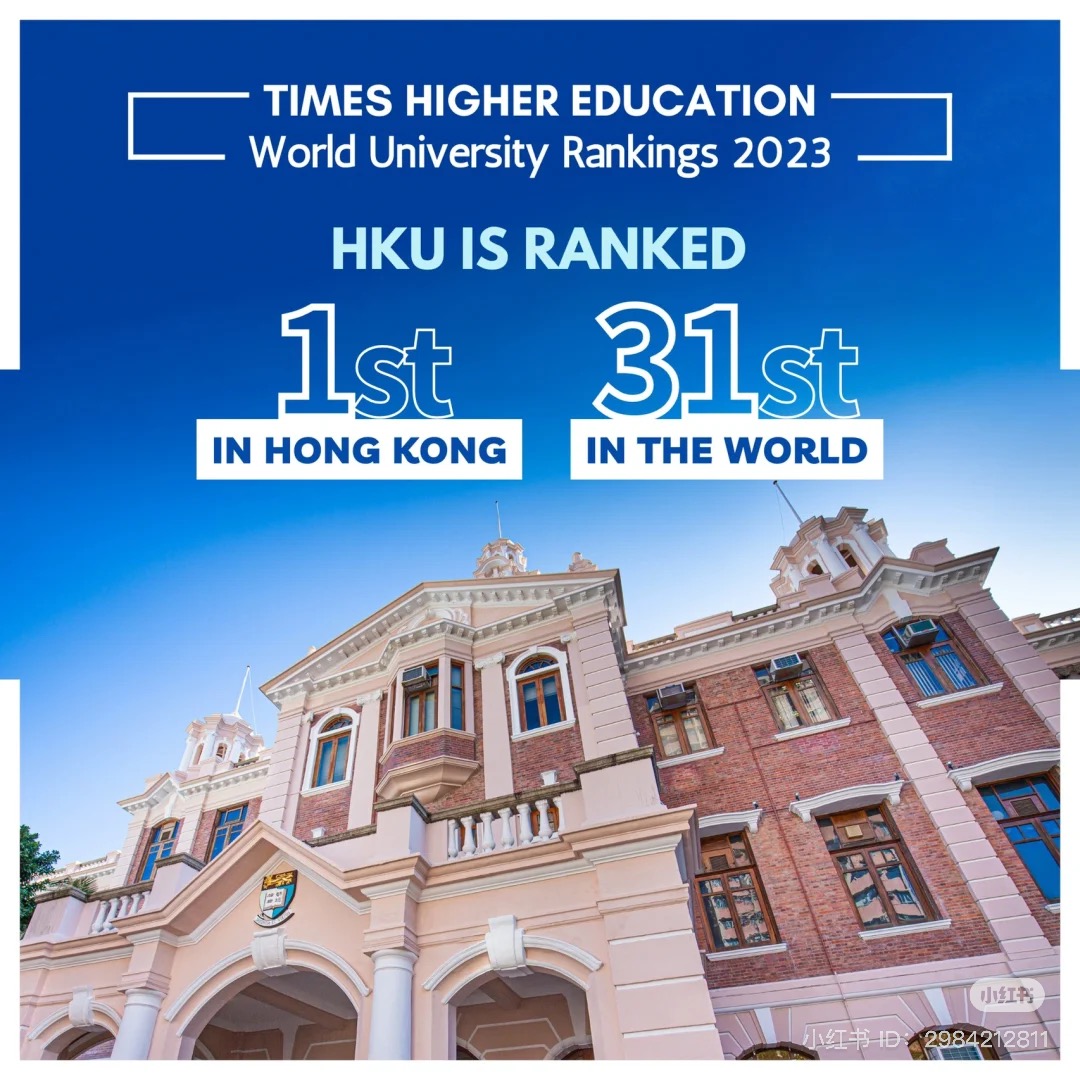 TIMES HIGHER EDUCATION
World University Rankings 2023
HKU IS RANKED
1st
IN HONG KONG
31st
IN THE WORLD
小红书
小红书 ID: 2984212811